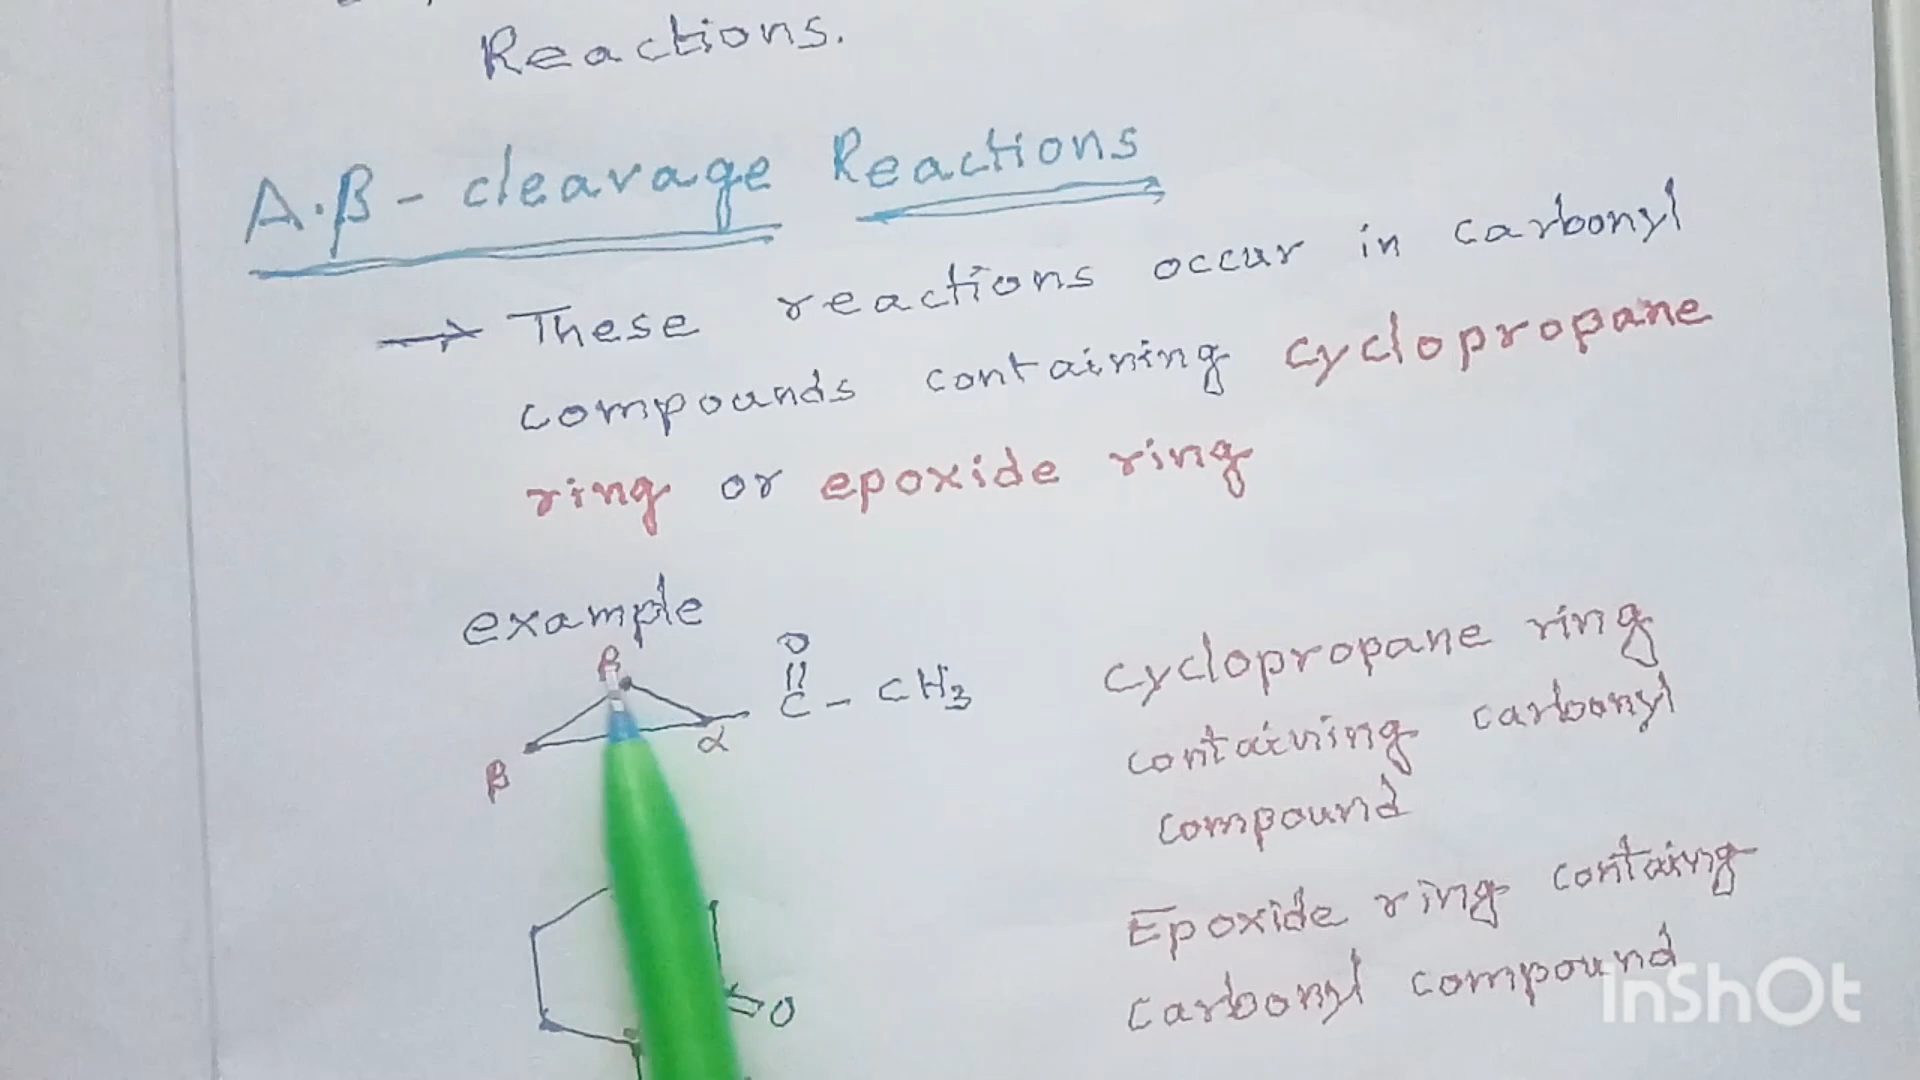 Reactions.
A. β- cleavage Reactions
→ These reactions occur in carbonyl
compounds containing cyclopropane
ring or epoxide ring
example
β
O
C - CH3
α
β
cyclopropane ring
containing carbonyl
compound
Epoxide ring containg
carbonyl compound
O
InShOt